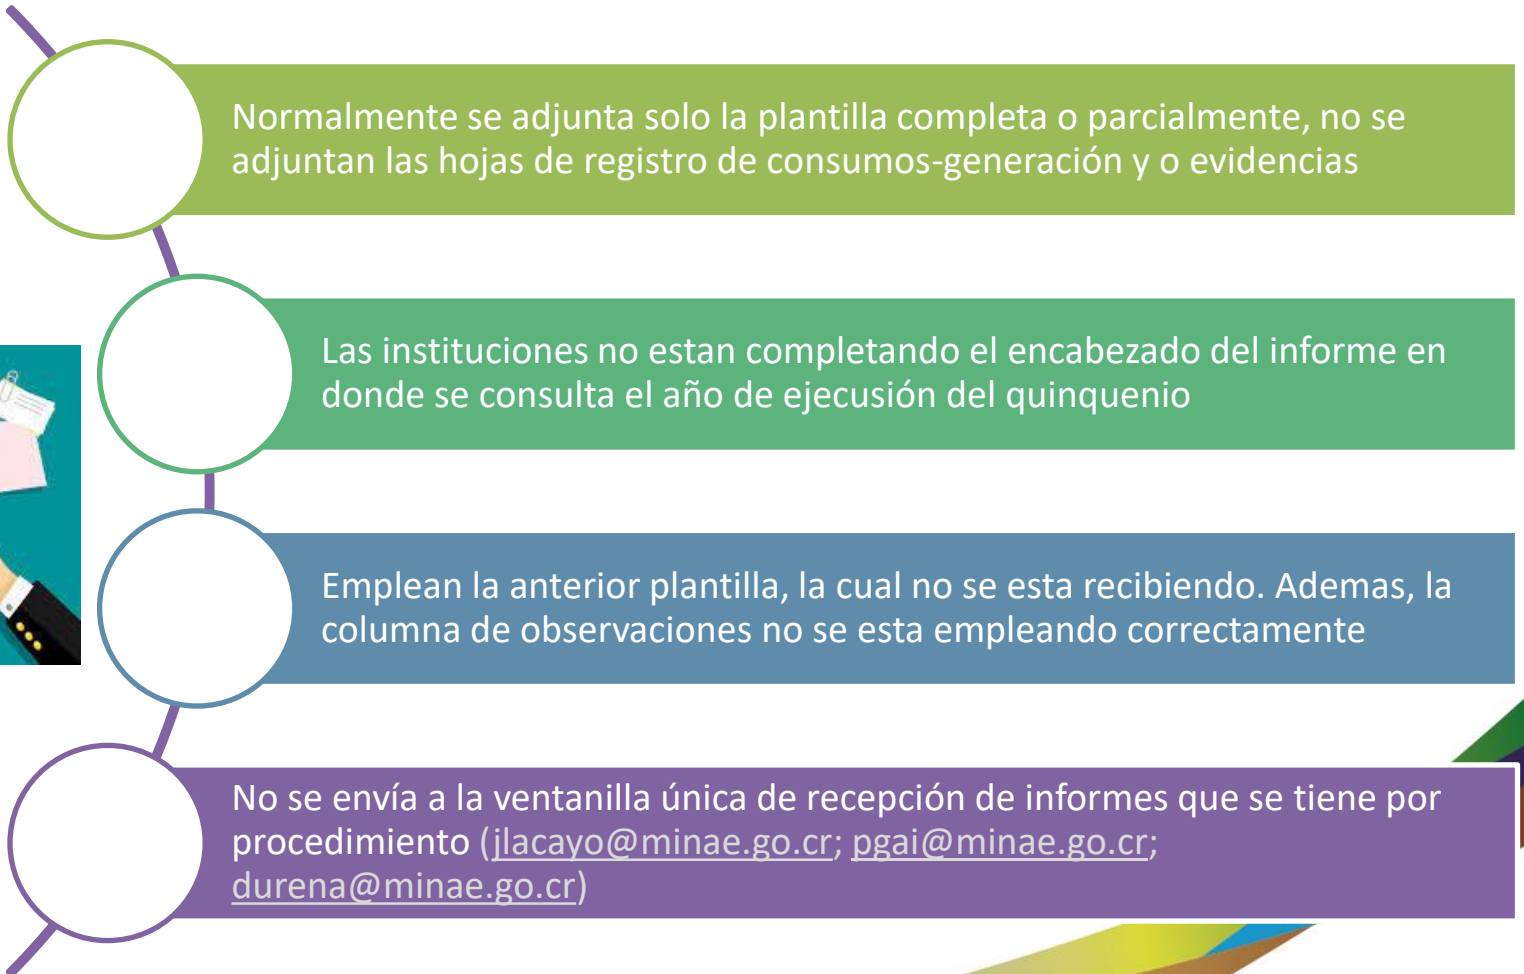 Normalmente se adjunta solo la plantilla completa o parcialmente, no se
adjuntan las hojas de registro de consumos-generación y o evidencias
Las instituciones no estan completando el encabezado del informe en
donde se consulta el año de ejecusión del quinquenio
Emplean la anterior plantilla, la cual no se esta recibiendo. Ademas, la
columna de observaciones no se esta empleando correctamente
No se envía a la ventanilla única de recepción de informes que se tiene por
procedimiento (jlacayo@minae.go.cr; pgai@minae.go.cr;
durena@minae.go.cr)